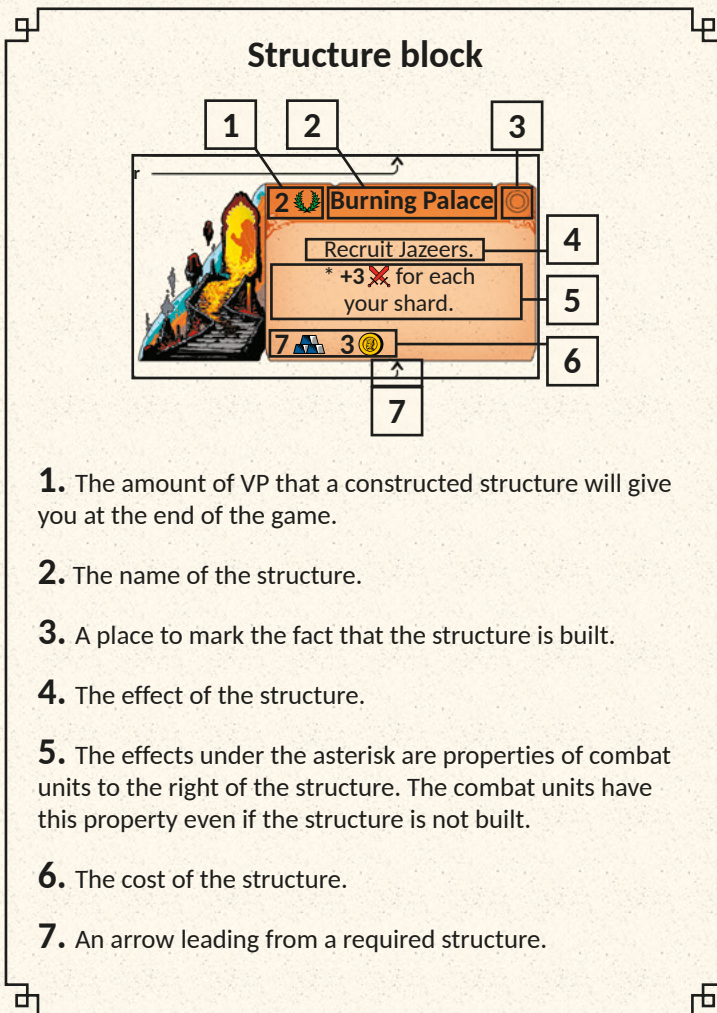 Structure block
1 2 3
r
2 Burning Palace
Recruit Jazeers.
4
* +3 for each
your shard.
5
7 3
6
7
1. The amount of VP that a constructed structure will give
you at the end of the game.
2. The name of the structure.
3. A place to mark the fact that the structure is built.
4. The effect of the structure.
5. The effects under the asterisk are properties of combat
units to the right of the structure. The combat units have
this property even if the structure is not built.
6. The cost of the structure.
7. An arrow leading from a required structure.